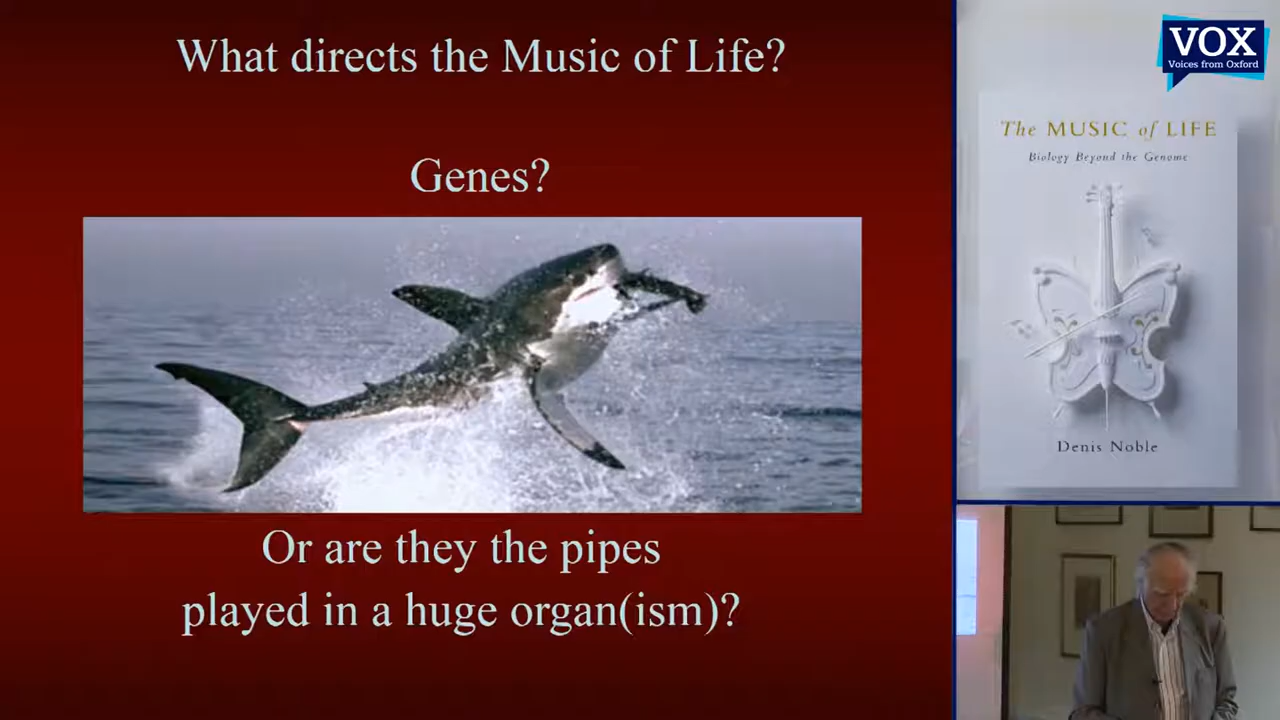 What directs the Music of Life?
Genes?
Or are they the pipes
played in a huge organ(ism)?
VOX
Voices from Oxford
The MUSIC of LIFE
Biology Beyond the Genome
Denis Noble